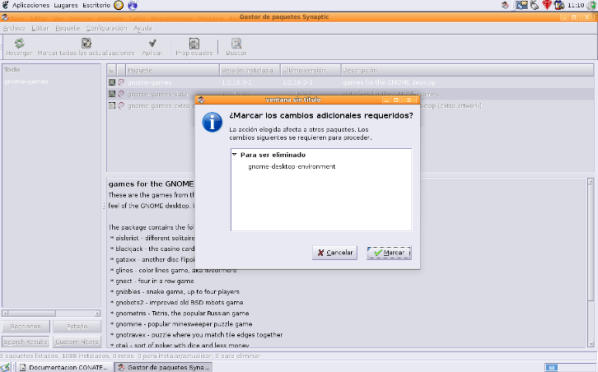 Aplicaciones Lugares Escritorio
11:10
Gestor de paquetes Synaptic
Archivo Editar Paquete Configuración Ayuda
Recargar Marcar todas las actualizaciones Aplicar Propiedades Buscar
Todo
gnome-games
Paquete Versión instalada Última versión Descripción
gnome-games games for the GNOME desktop
gnome-games-data
gnome-games-extra
Ventana sin título
¿Marcar los cambios adicionales requeridos?
La acción elegida afecta a otros paquetes. Los
cambios siguientes se requieren para proceder.
Para ser eliminado
gnome-desktop-environment
Cancelar Marcar
games for the GNOME
These are the games from t
feel of the GNOME desktop.
The package contains the fo
* aisleriot - different solitaire
* blackjack - the casino card
* gataxx - another disc-flippi
* glines - color lines game, aka fiveormore
* gnect - four in a row game
* gnibbles - snake game, up to four players
* gnobots2 - improved old BSD robots game
* gnometris - Tetris, the popular Russian game
* gnomine - popular minesweeper puzzle game
* gnotravex - puzzle where you match tile edges together
* gtali - sort of poker with dice and less money
Secciones Estado
Search Results Custom Filters
3 paquetes listados, 1088 instalados, 0 rotos. 0 para instalar/actualizar, 0 para eliminar
Documentacion CONATE... Gestor de paquetes Syna...